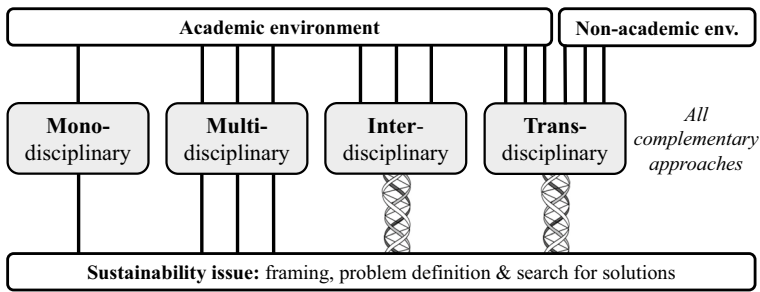 Academic environment
Non-academic env.
Mono-
disciplinary
Multi-
disciplinary
Inter-
disciplinary
Trans-
disciplinary
All
complementary
approaches
Sustainability issue: framing, problem definition & search for solutions